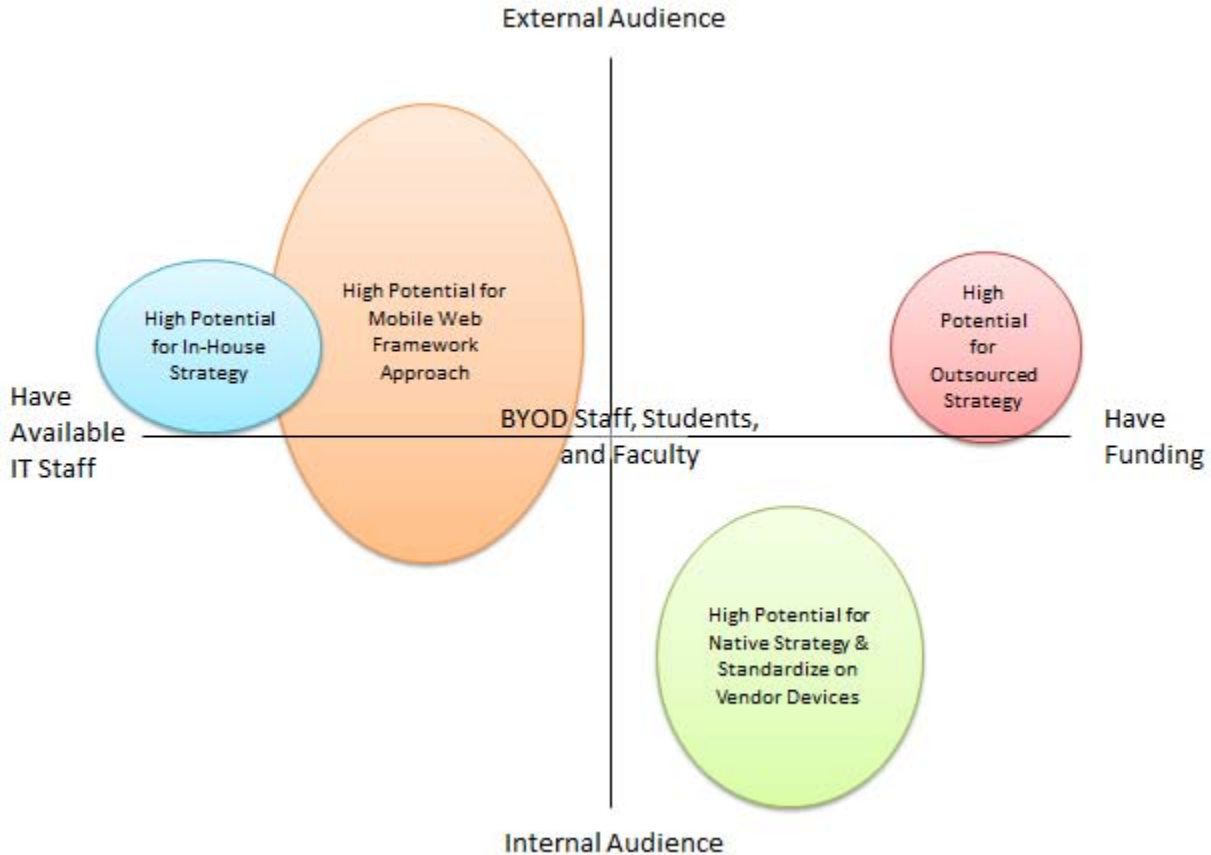 External Audience
High Potential for
Mobile Web
Framework
Approach
High Potential
for In-House
Strategy
High
Potential
for
Outsourced
Strategy
Have
Available
IT Staff
BYOD Staff, Students,
and Faculty
Have
Funding
High Potential for
Native Strategy &
Standardize on
Vendor Devices
Internal Audience